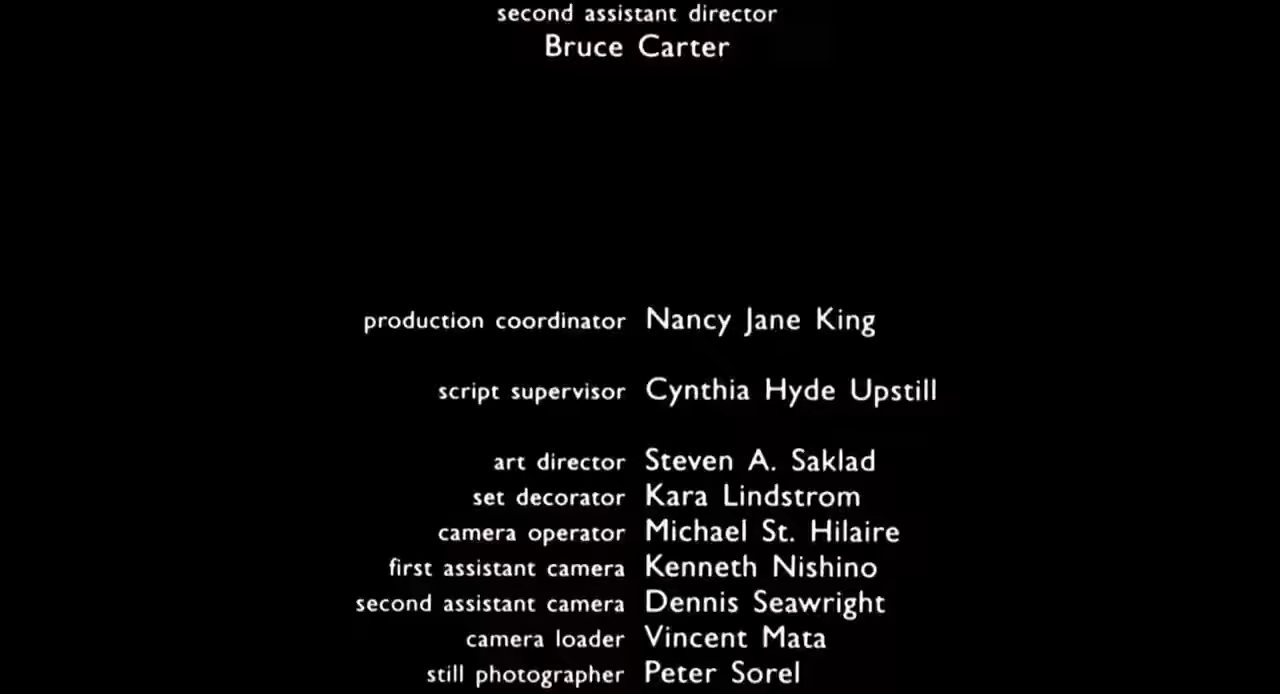 second assistant director
Bruce Carter
production coordinator Nancy Jane King
script supervisor Cynthia Hyde Upstill
art director Steven A. Saklad
set decorator Kara Lindstrom
camera operator Michael St. Hilaire
first assistant camera Kenneth Nishino
second assistant camera Dennis Seawright
camera loader Vincent Mata
still photographer Peter Sorel